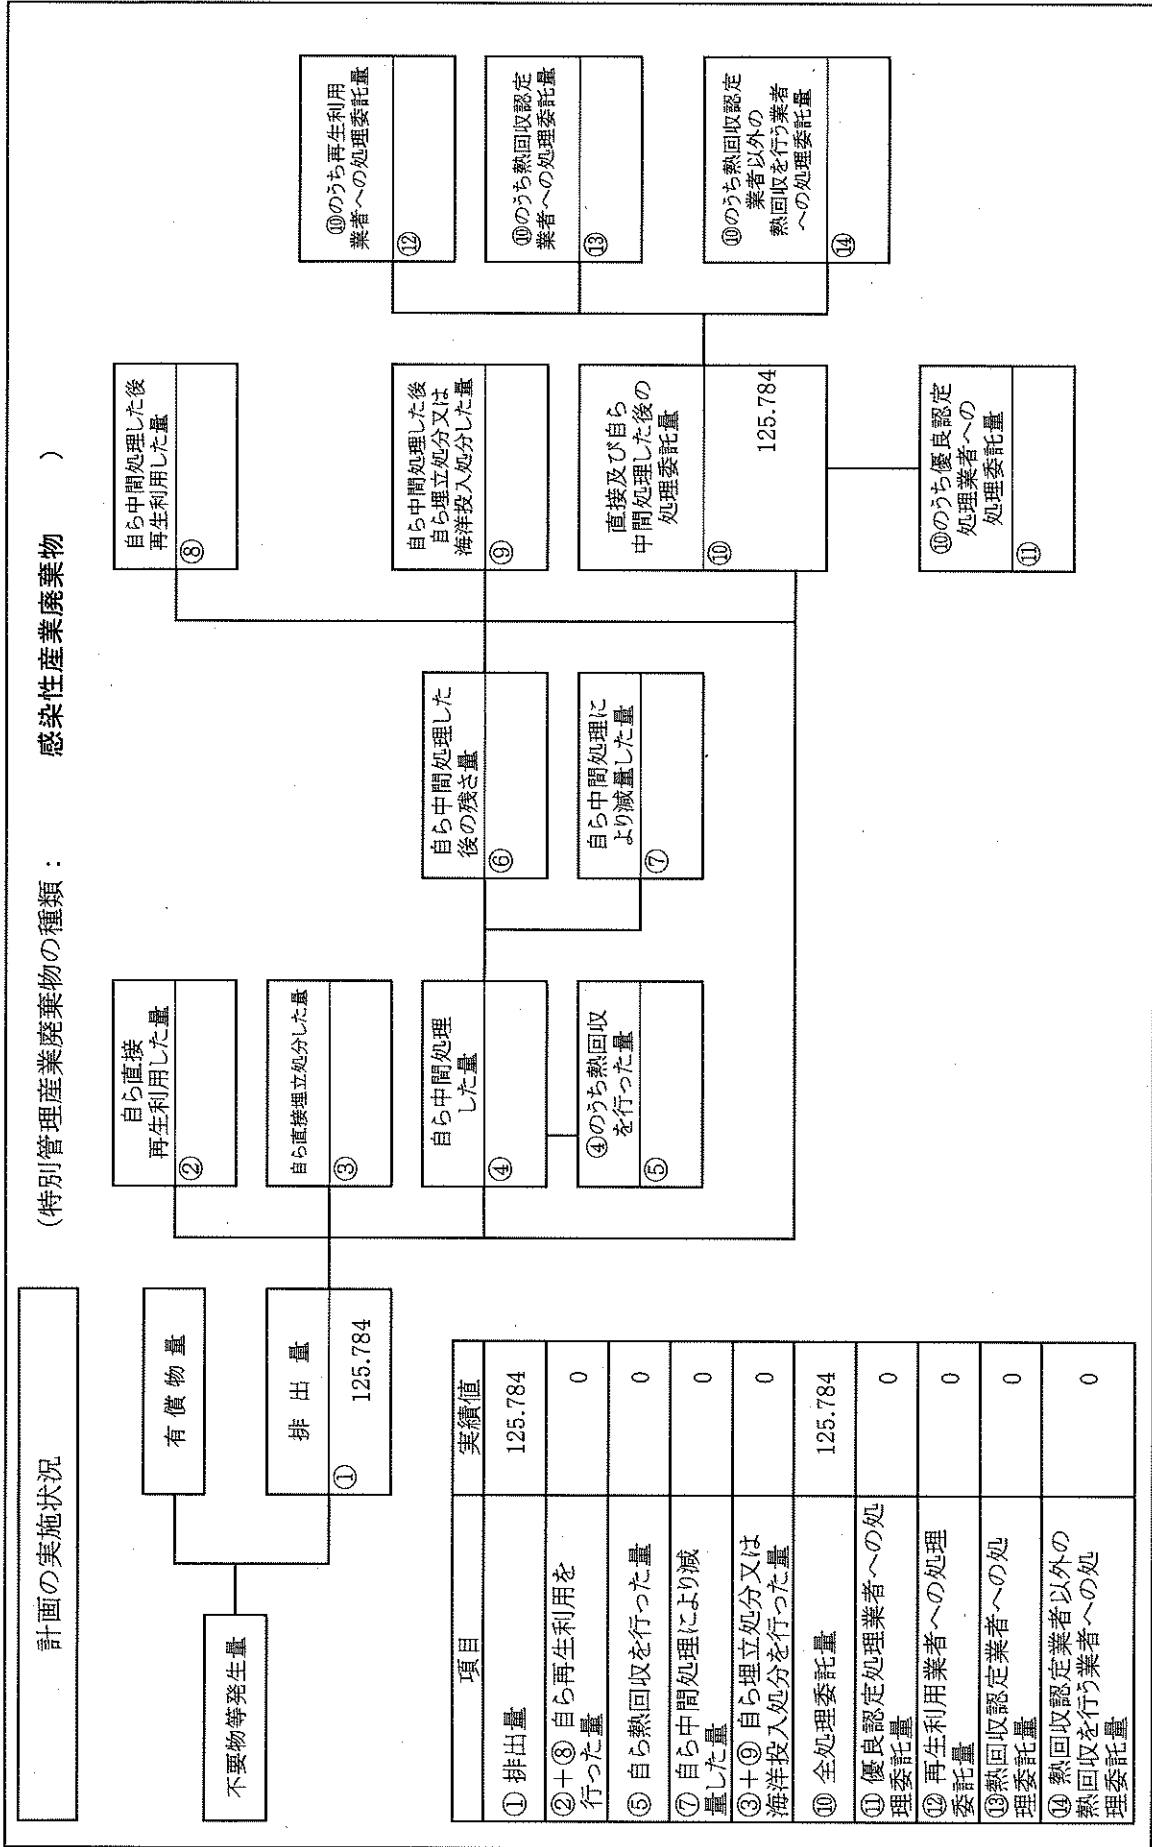 計画の実施状況
(特別管理産業廃棄物の種類： 感染性産業廃棄物 )
不要物等発生量
有償物量
排出量
①
125.784
自ら直接
再生利用した量
②
自ら直接埋立処分した量
③
自ら中間処理
した量
④
④のうち熱回収
を行った量
⑤
自ら中間処理した
後の残さ量
⑥
自ら中間処理に
より減量した量
⑦
自ら中間処理した後
再生利用した量
⑧
自ら中間処理した後
自ら埋立処分又は
海洋投入処分した量
⑨
直接及び自ら
中間処理した後の
処理委託量
⑩
125.784
⑩のうち優良認定
処理業者への
処理委託量
⑪
⑩のうち再生利用
業者への処理委託量
⑫
⑩のうち熱回収認定
業者への処理委託量
⑬
⑩のうち熱回収認定
業者以外の
熱回収を行う業者
への処理委託量
⑭
項目 実績値
① 排出量 125.784
②＋⑧ 自ら再生利用を
行った量 0
⑤ 自ら熱回収を行った量 0
⑦ 自ら中間処理により減
量した量 0
③＋⑨ 自ら埋立処分又は
海洋投入処分を行った量 0
⑩ 全処理委託量 125.784
⑪ 優良認定処理業者への処
理委託量 0
⑫ 再生利用業者への処理
委託量 0
⑬熱回収認定業者への処
理委託量 0
⑭ 熱回収認定業者以外の
熱回収を行う業者への処
理委託量 0